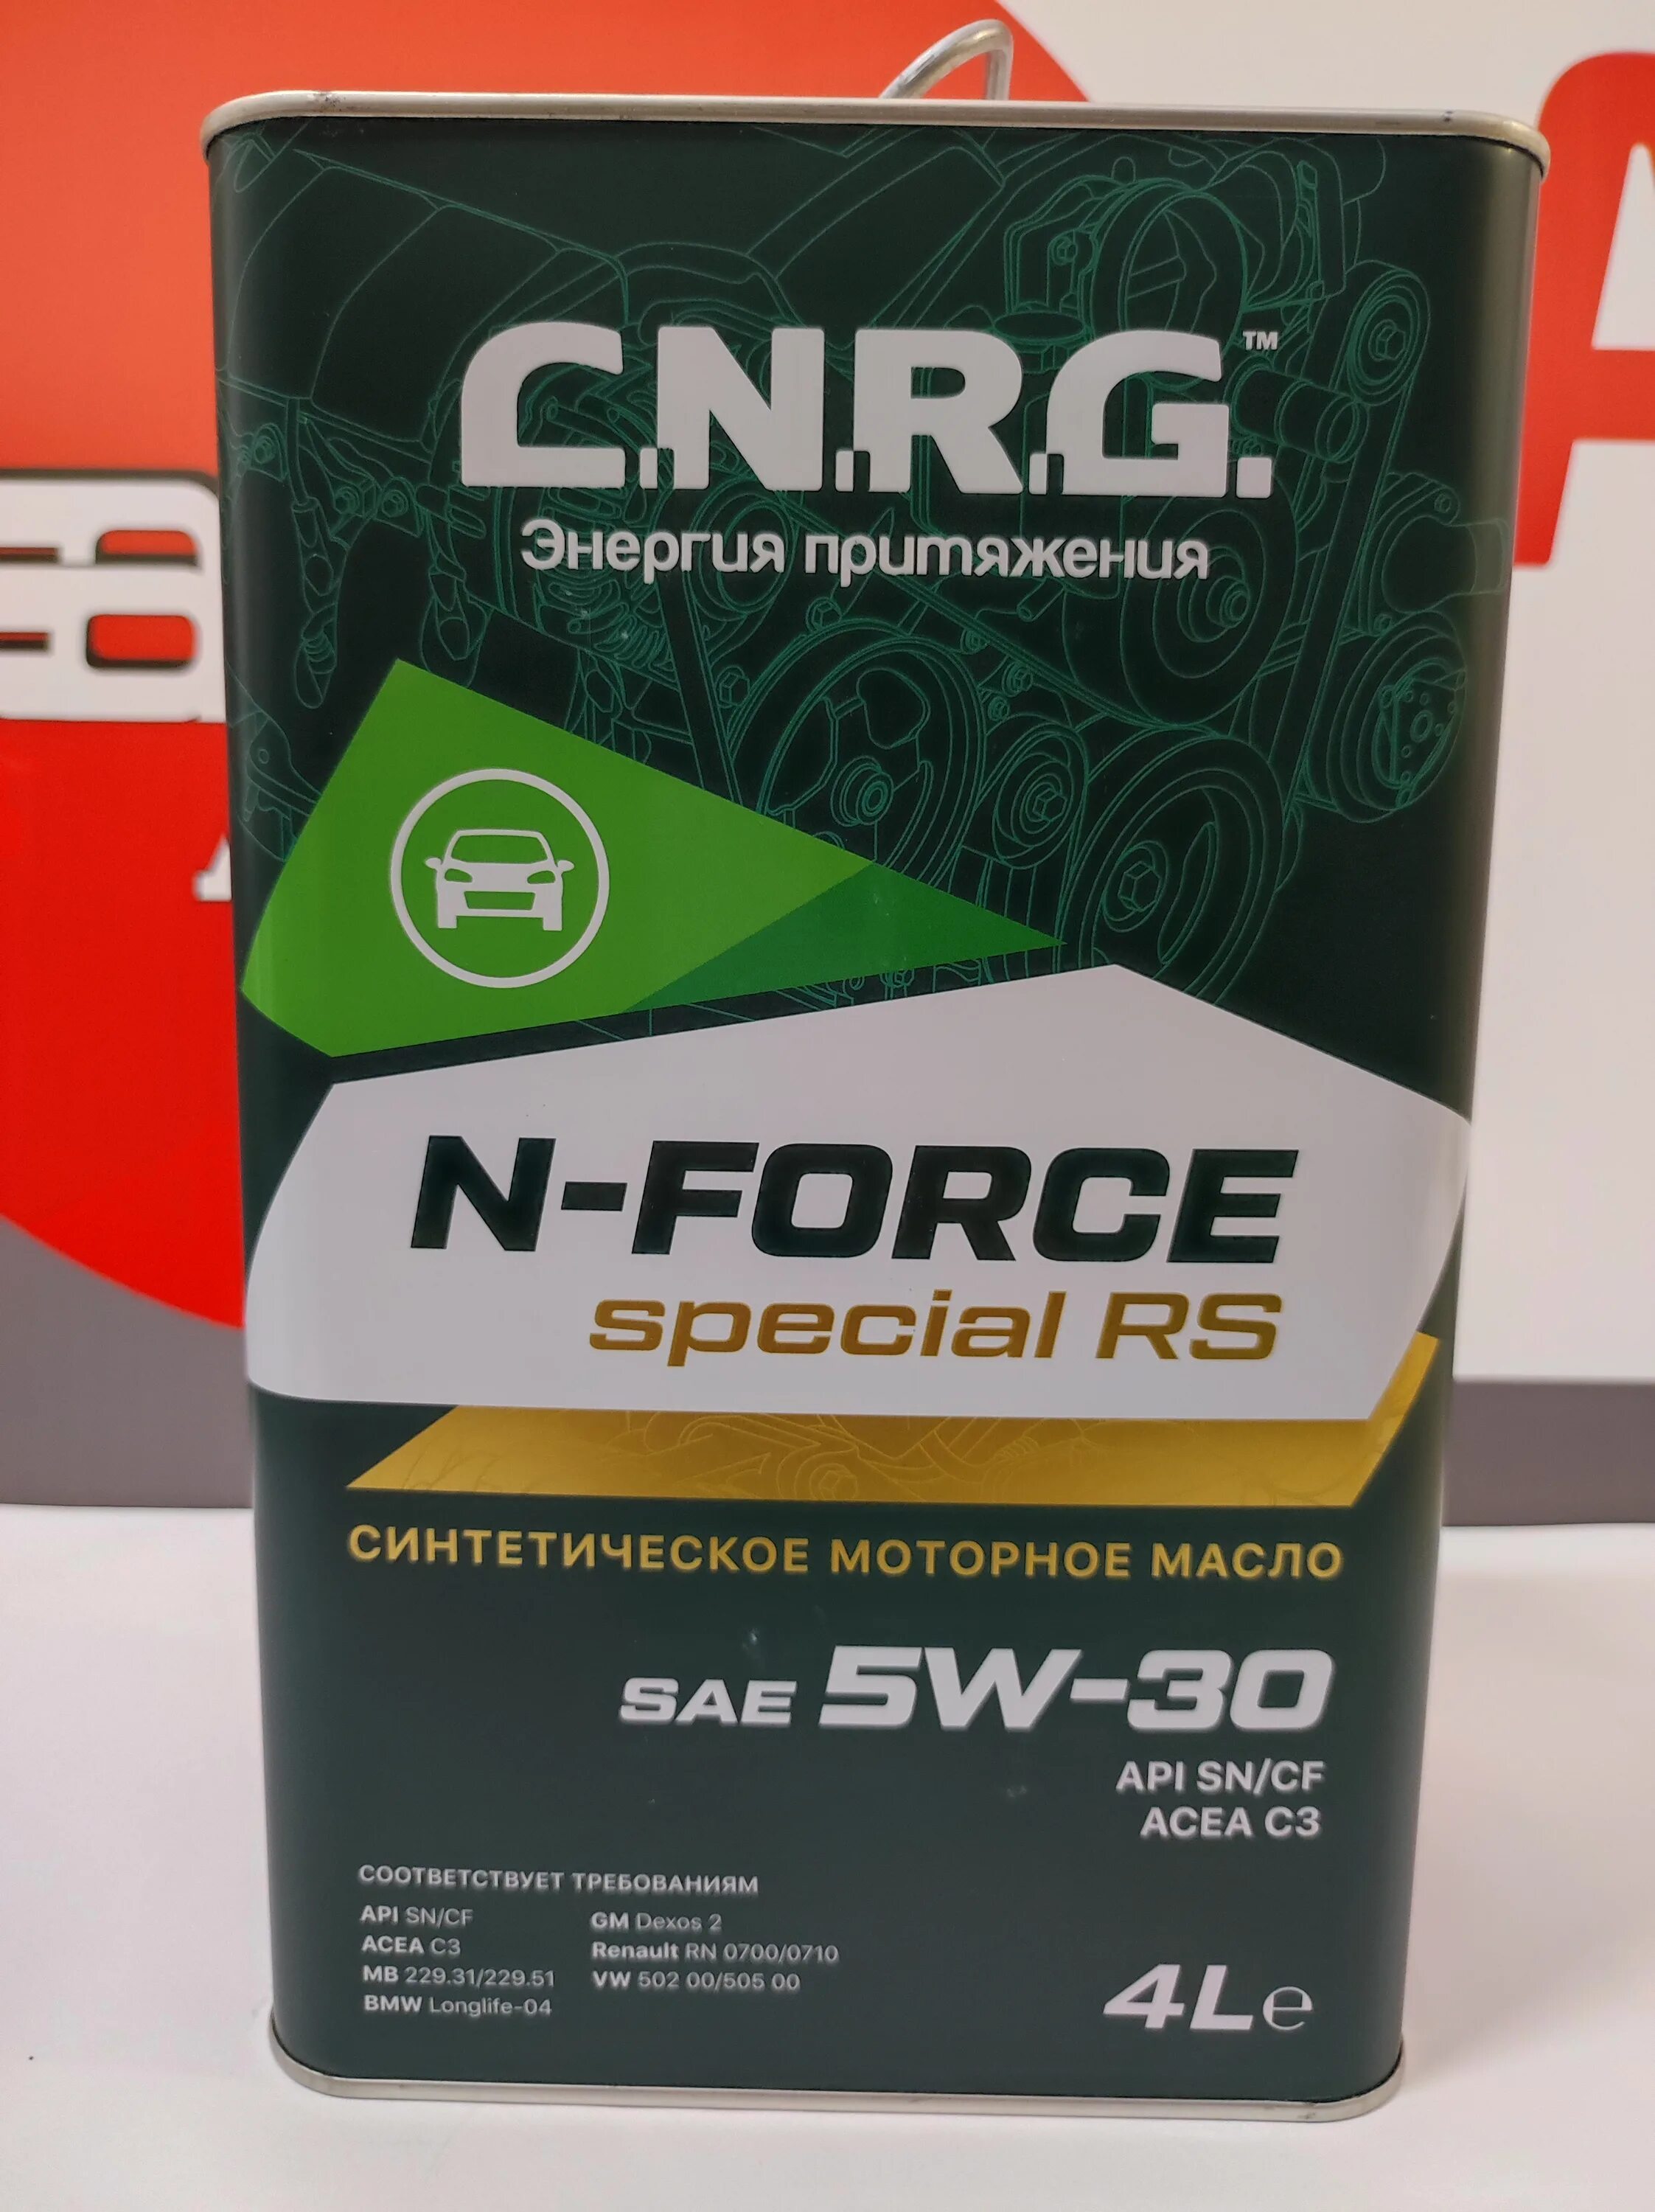 C.N.R.G.™
Энергия притяжения
N-FORCE
special RS
СИНТЕТИЧЕСКОЕ МОТОРНОЕ МАСЛО
SAE 5W-30
API SN/CF
ACEA C3
СООТВЕТСТВУЕТ ТРЕБОВАНИЯМ
API SN/CF
ACEA C3
MB 229.31/229.51
BMW Longlife-04
GM Dexos 2
Renault RN 0700/0710
VW 502 00/505 00
4L e